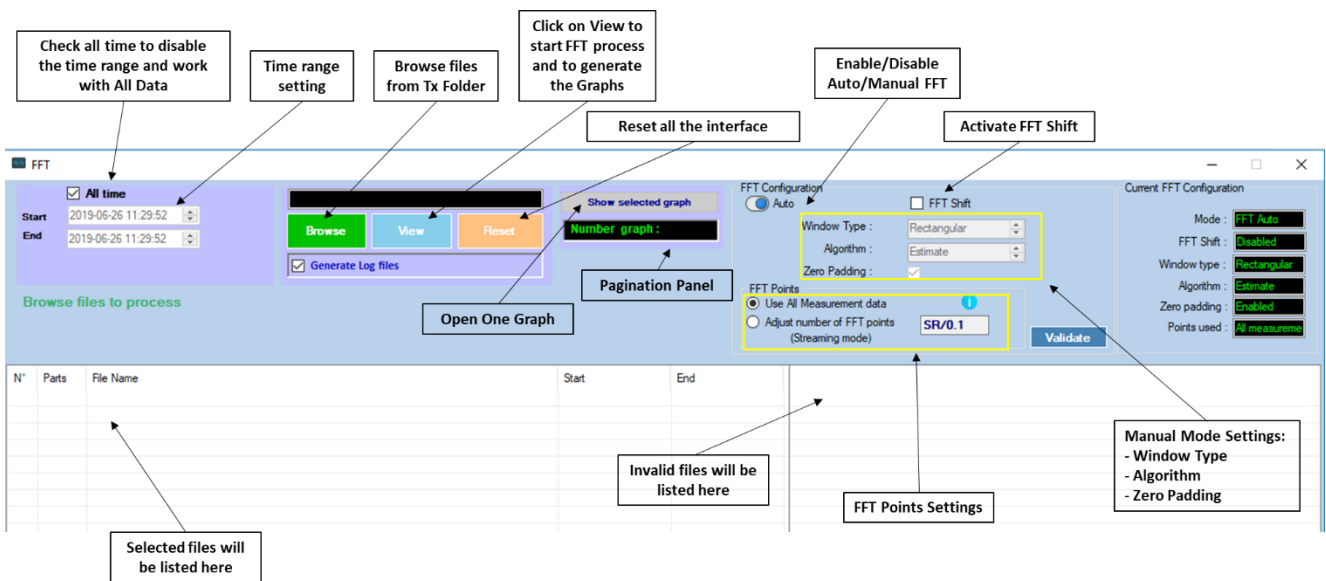 Click on View to
start FFT process
and to generate
the Graphs
Check all time to disable
the time range and work
with All Data
Time range
setting
Browse files
from Tx Folder
Enable/Disable
Auto/Manual FFT
Reset all the interface
Activate FFT Shift
FFT
All time
Start
2019-06-26 11:29:52
End
2019-06-26 11:29:52
Browse files to process
Browse
View
Reset
Generate Log files
Show selected graph
Number graph :
Pagination Panel
Open One Graph
FFT Configuration
Auto
FFT Shift
Window Type :
Rectangular
Algorithm :
Estimate
Zero Padding :
FFT Points
Use All Measurement data
i
Adjust number of FFT points
(Streaming mode)
SR/0.1
Validate
Current FFT Configuration
Mode : FFT Auto
FFT Shift : Disabled
Window type : Rectangular
Algorithm : Estimate
Zero padding : Enabled
Points used : All measureme
N° Parts File Name Start End
Invalid files will be
listed here
FFT Points Settings
Manual Mode Settings:
- Window Type
- Algorithm
- Zero Padding
Selected files will
be listed here